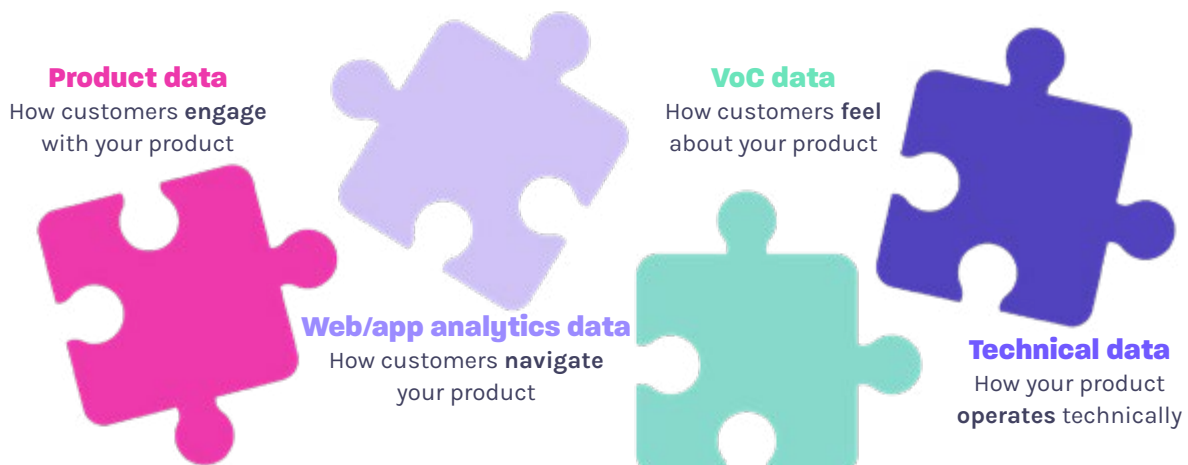 Product data
How customers engage
with your product
Web/app analytics data
How customers navigate
your product
VoC data
How customers feel
about your product
Technical data
How your product
operates technically